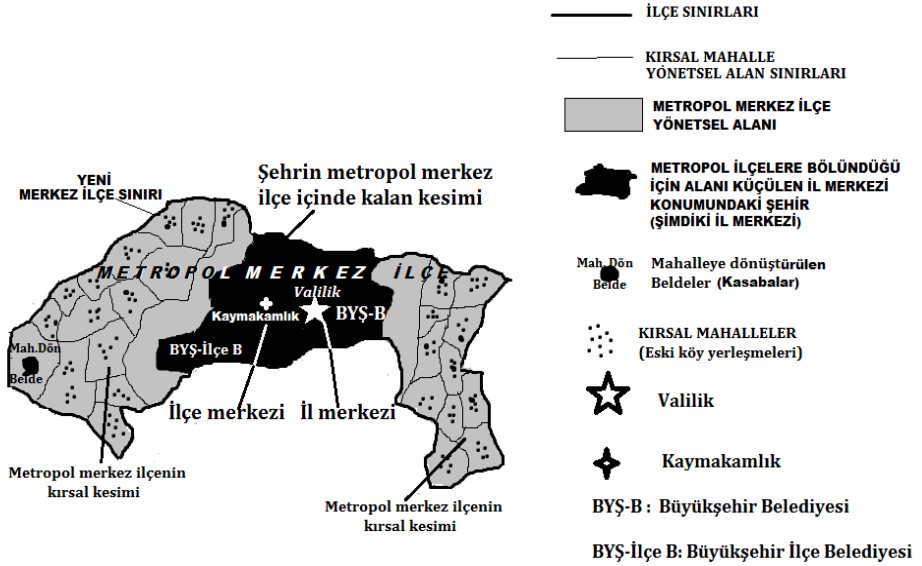 YENİ
MERKEZ İLÇE SINIRI
Şehrin metropol merkez
ilçe içinde kalan kesimi
METROPOL MERKEZ İLÇE
Valilik
Kaymakamlık
BYŞ-B
BYŞ-İlçe B
Mah.Dön
Belde
İlçe merkezi
İl merkezi
Metropol merkez ilçenin
kırsal kesimi
Metropol merkez ilçenin
kırsal kesimi
İLÇE SINIRLARI
KIRSAL MAHALLE
YÖNETSEL ALAN SINIRLARI
METROPOL MERKEZ İLÇE
YÖNETSEL ALANI
METROPOL İLÇELERE BÖLÜNDÜĞÜ
İÇİN ALANI KÜÇÜLEN İL MERKEZİ
KONUMUNDAKİ ŞEHİR
(ŞİMDİKİ İL MERKEZİ)
Mah. Dön
Belde
Mahalleye dönüştürülen
Beldeler (Kasabalar)
KIRSAL MAHALLELER
(Eski köy yerleşmeleri)
Valilik
Kaymakamlık
BYŞ-B : Büyükşehir Belediyesi
BYŞ-İlçe B: Büyükşehir İlçe Belediyesi